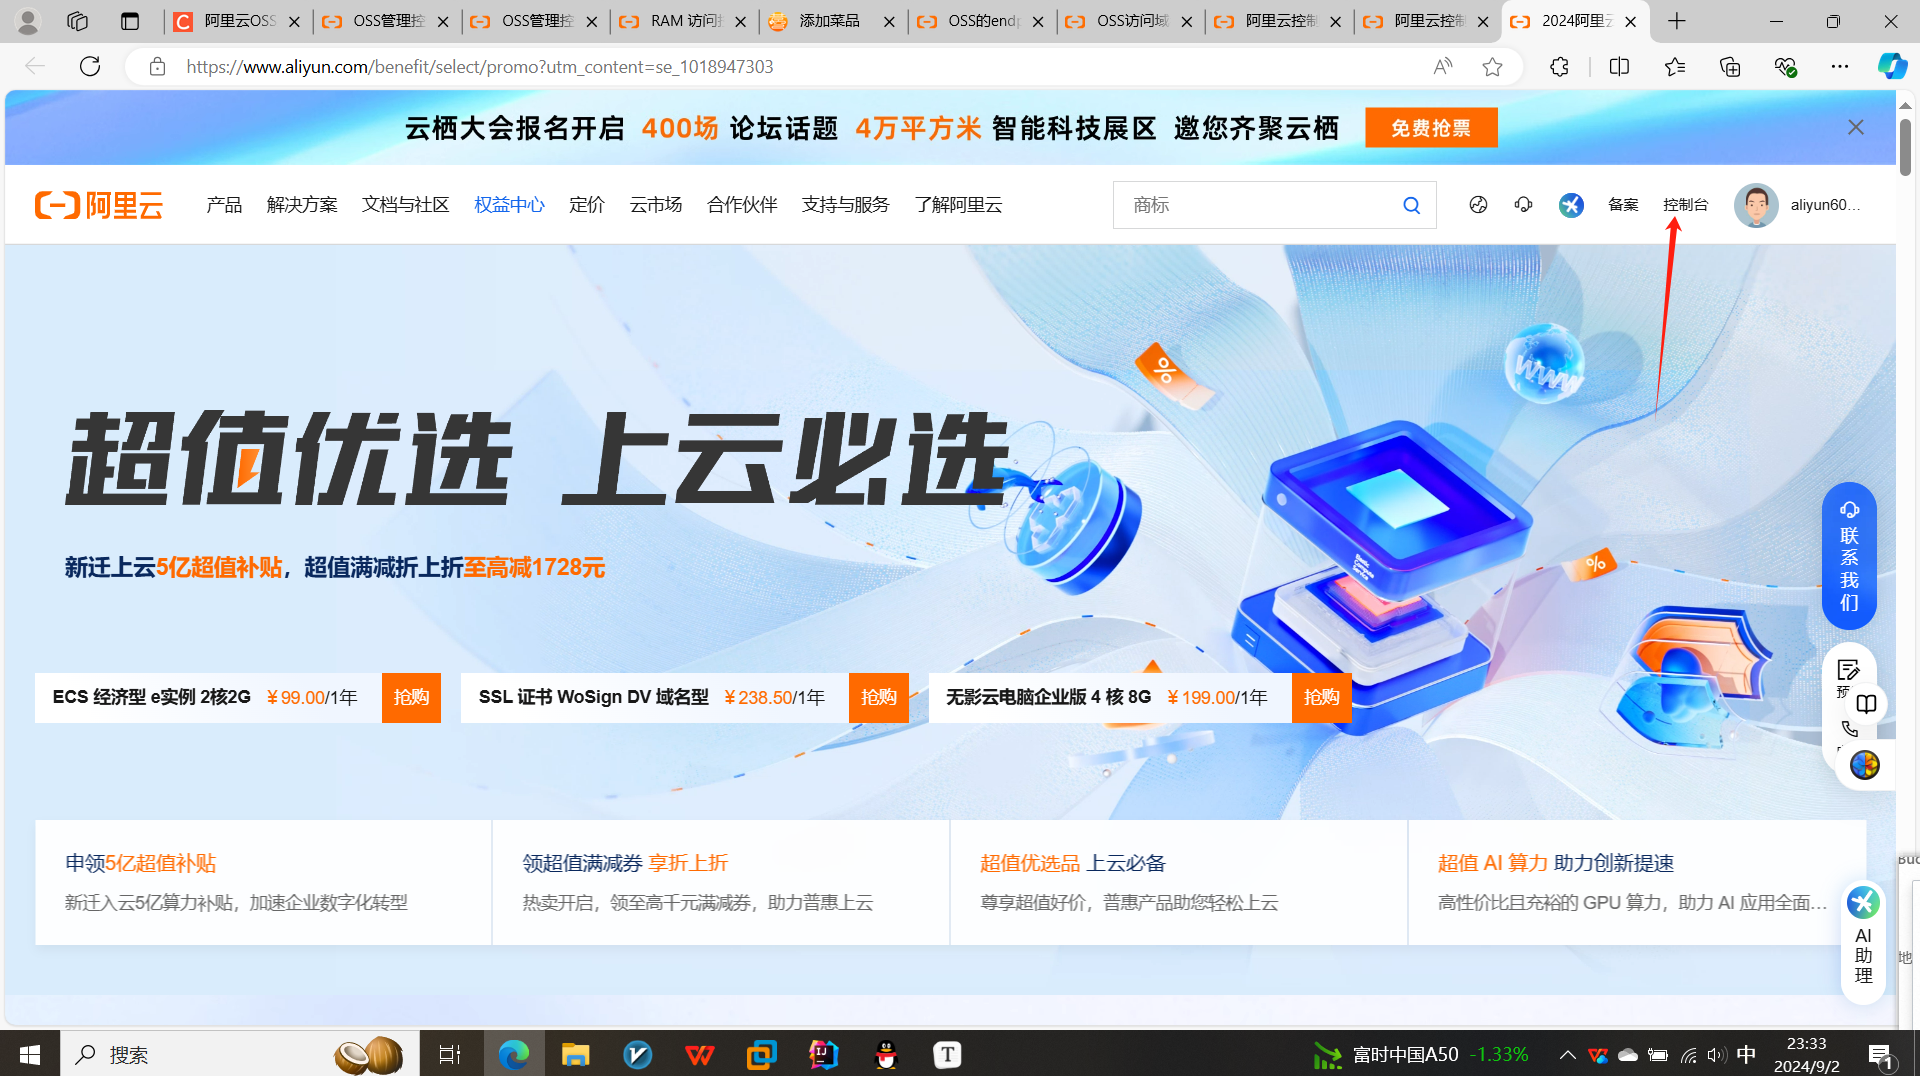 阿里云OSS
OSS管理控
OSS管理控
RAM 访问
添加菜品
OSS的end
OSS访问域
阿里云控制
阿里云控制
2024阿里云
https://www.aliyun.com/benefit/select/promo?utm_content=se_1018947303
云栖大会报名开启 400场 论坛话题 4万平方米 智能科技展区 邀您齐聚云栖
免费抢票
阿里云
产品
解决方案
文档与社区
权益中心
定价
云市场
合作伙伴
支持与服务
了解阿里云
商标
备案
控制台
aliyun60...
WWW
超值优选 上云必选
Elastic Compute Service
新迁上云5亿超值补贴，超值满减折上折至高减1728元
联系我们
ECS 经济型 e实例 2核2G ￥99.00/1年 抢购
SSL 证书 WoSign DV 域名型 ￥238.50/1年 抢购
无影云电脑企业版 4 核 8G ￥199.00/1年 抢购
申领5亿超值补贴
新迁入云5亿算力补贴，加速企业数字化转型
领超值满减券 享折上折
热卖开启，领至高千元满减券，助力普惠上云
超值优选品 上云必备
尊享超值好价，普惠产品助您轻松上云
超值 AI 算力 助力创新提速
高性价比且充裕的 GPU 算力，助力 AI 应用全面...
AI
助
理
地
搜索
富时中国A50 -1.33%
中
23:33
2024/9/2
1